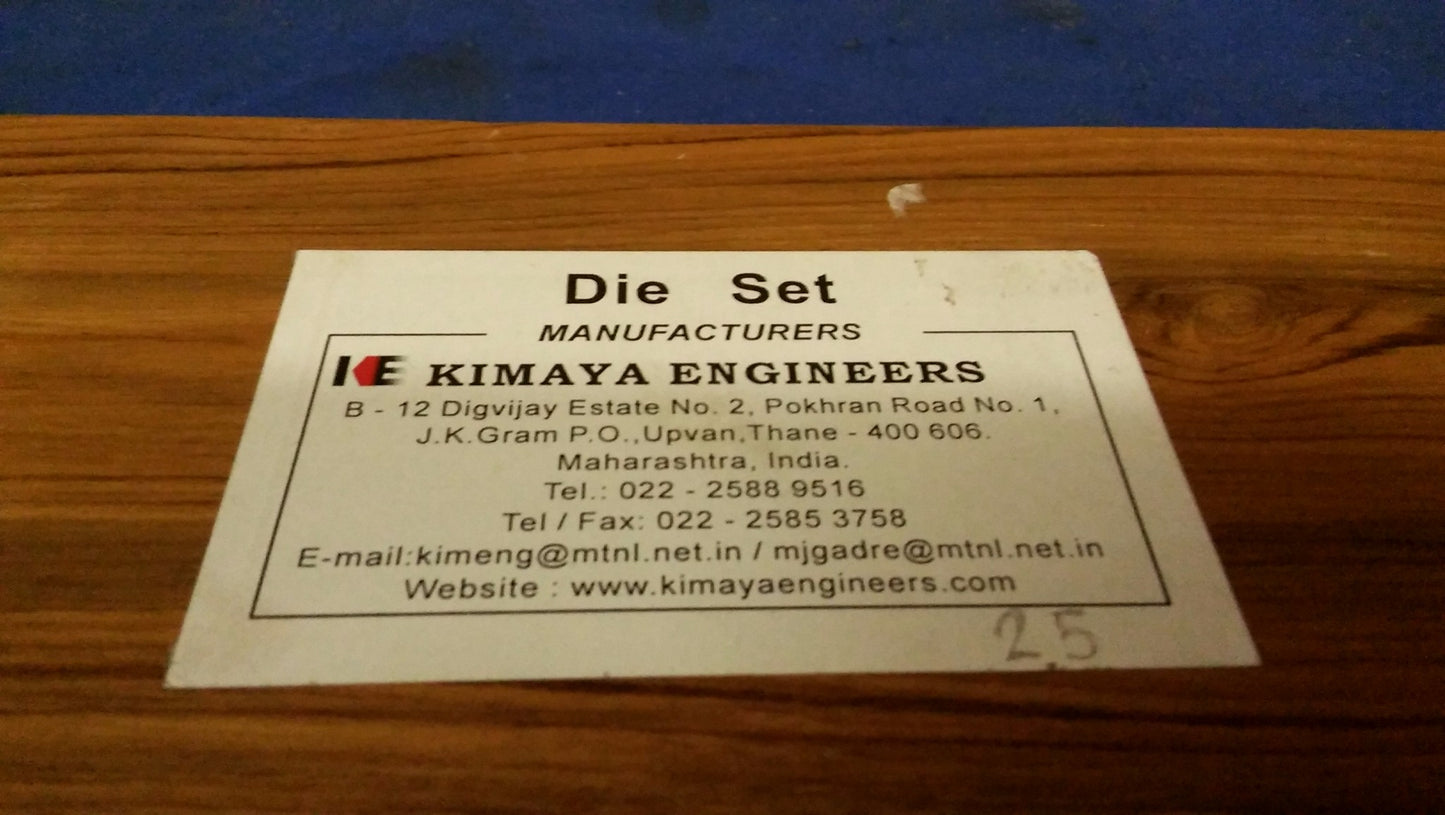 Die Set
MANUFACTURERS
KE KIMAYA ENGINEERS
B - 12 Digvijay Estate No. 2, Pokhran Road No. 1,
J.K.Gram P.O.,Upvan,Thane - 400 606.
Maharashtra, India.
Tel.: 022 - 2588 9516
Tel / Fax: 022 - 2585 3758
E-mail:kimeng@mtnl.net.in / mjgadre@mtnl.net.in
Website : www.kimayaengineers.com
2.5